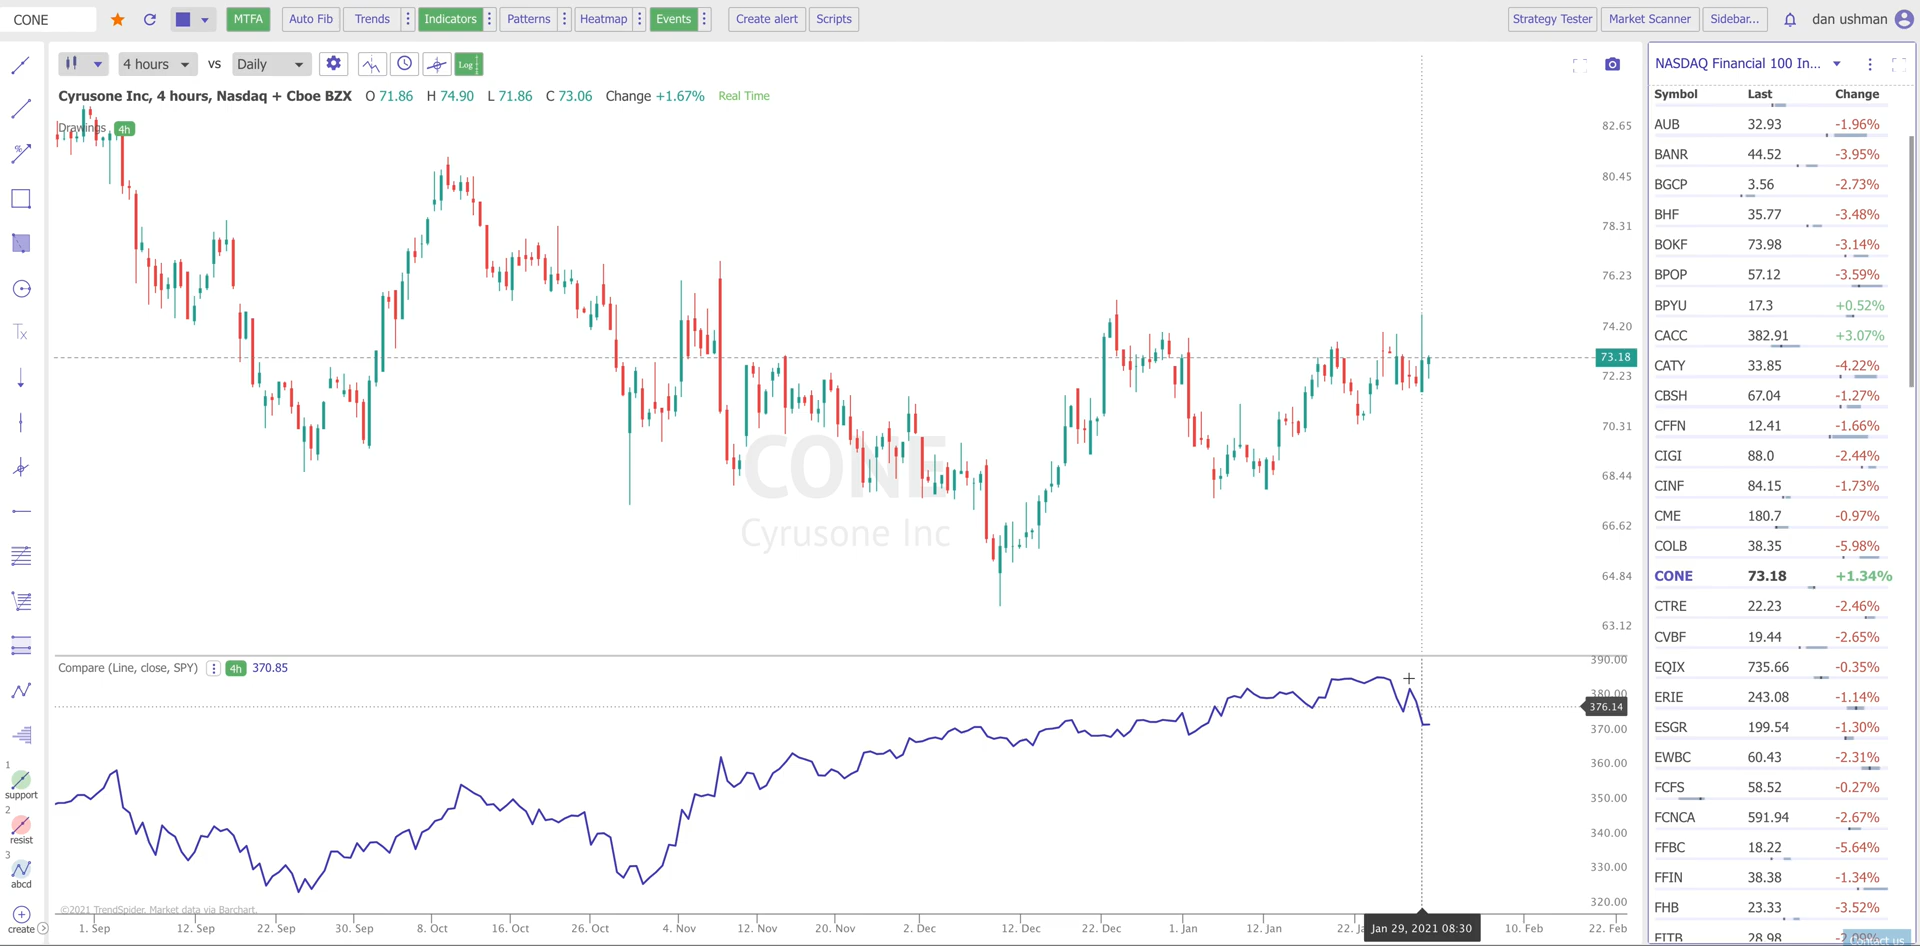 CONE
MTFA
Auto Fib
Trends
Indicators
Patterns
Heatmap
Events
Create alert
Scripts
Strategy Tester
Market Scanner
Sidebar...
dan ushman
4 hours
vs
Daily
Log
Cyrusone Inc, 4 hours, Nasdaq + Cboe BZX O 71.86 H 74.90 L 71.86 C 73.06 Change +1.67% Real Time
Drawings 4h
82.65
80.45
78.31
76.23
74.20
73.18
72.23
70.31
68.44
66.62
64.84
63.12
CONE
Cyrusone Inc
Compare (Line, close, SPY) 4h 370.85
390.00
380.00
376.14
370.00
360.00
350.00
340.00
330.00
320.00
©2021 TrendSpider. Market data via Barchart.
1. Sep
12. Sep
22. Sep
30. Sep
8. Oct
16. Oct
26. Oct
4. Nov
12. Nov
20. Nov
2. Dec
12. Dec
22. Dec
1. Jan
12. Jan
22. Ja
Jan 29, 2021 08:30
10. Feb
22. Feb
%
Tx
1
support
2
resist
3
abcd
create
NASDAQ Financial 100 In...
Symbol Last Change
AUB 32.93 -1.96%
BANR 44.52 -3.95%
BGCP 3.56 -2.73%
BHF 35.77 -3.48%
BOKF 73.98 -3.14%
BPOP 57.12 -3.59%
BPYU 17.3 +0.52%
CACC 382.91 +3.07%
CATY 33.85 -4.22%
CBSH 67.04 -1.27%
CFFN 12.41 -1.66%
CIGI 88.0 -2.44%
CINF 84.15 -1.73%
CME 180.7 -0.97%
COLB 38.35 -5.98%
CONE 73.18 +1.34%
CTRE 22.23 -2.46%
CVBF 19.44 -2.65%
EQIX 735.66 -0.35%
ERIE 243.08 -1.14%
ESGR 199.54 -1.30%
EWBC 60.43 -2.31%
FCFS 58.52 -0.27%
FCNCA 591.94 -2.67%
FFBC 18.22 -5.64%
FFIN 38.38 -1.34%
FHB 23.33 -3.52%
FITB 28.98
Contact us